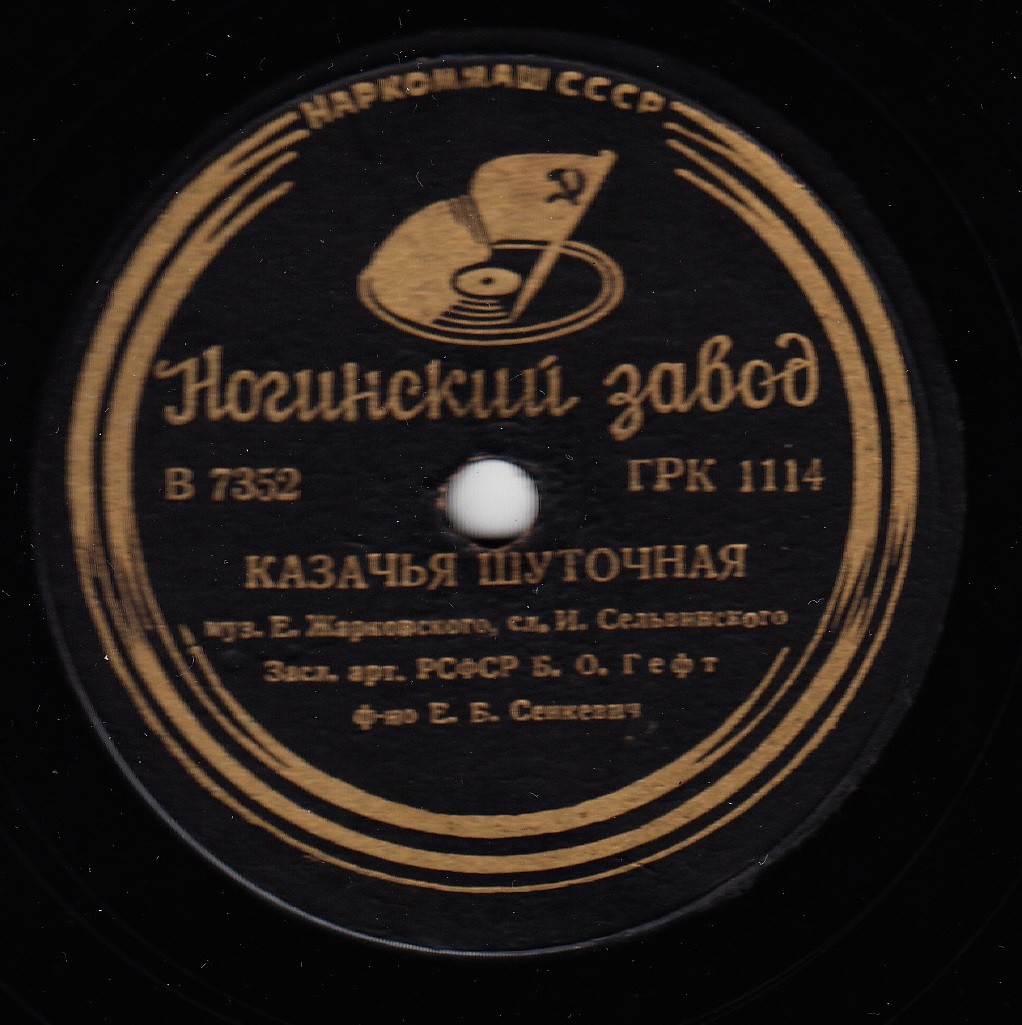 НАРКОММАШ СССР
Ногинский завод
В 7352 ГРК 1114
КАЗАЧЬЯ ШУТОЧНАЯ
муз. Е. Жарковского, сл. И. Сельвинского
Засл. арт. РСФСР Б. О. Гефт
ф-но Е. Б. Сенкевич